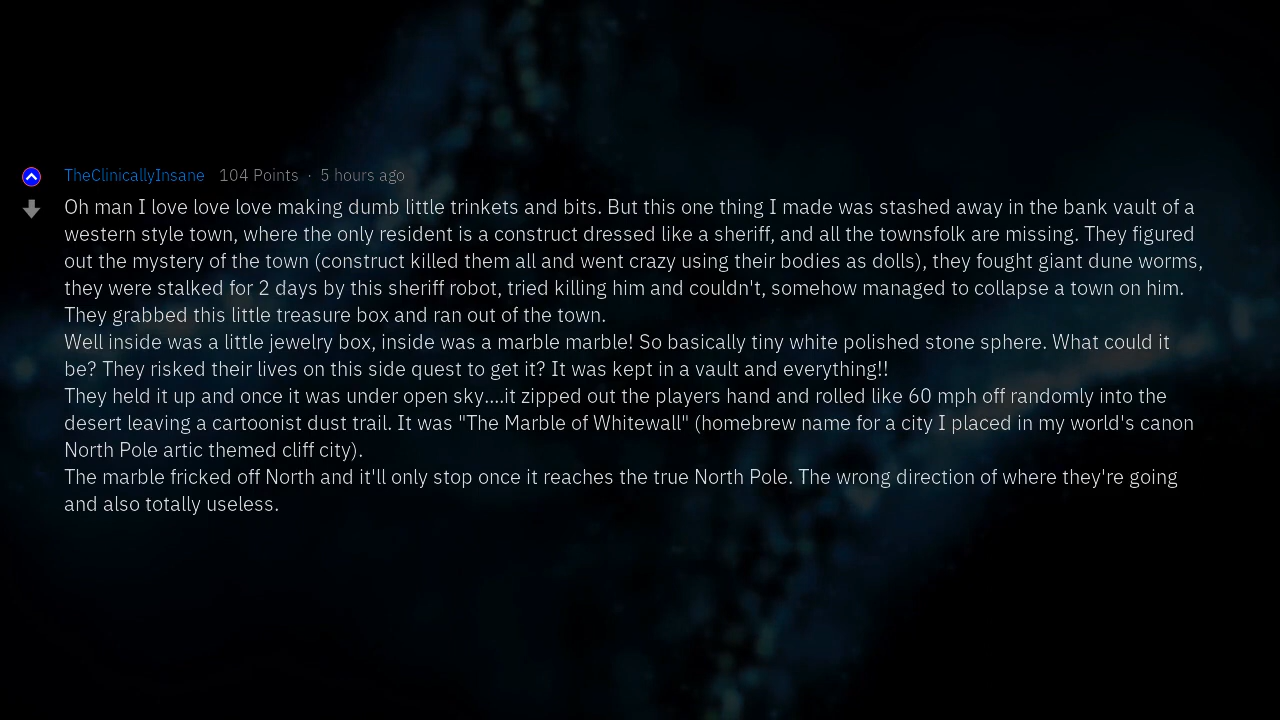 TheClinicallyInsane 104 Points · 5 hours ago
Oh man I love love love making dumb little trinkets and bits. But this one thing I made was stashed away in the bank vault of a
western style town, where the only resident is a construct dressed like a sheriff, and all the townsfolk are missing. They figured
out the mystery of the town (construct killed them all and went crazy using their bodies as dolls), they fought giant dune worms,
they were stalked for 2 days by this sheriff robot, tried killing him and couldn't, somehow managed to collapse a town on him.
They grabbed this little treasure box and ran out of the town.
Well inside was a little jewelry box, inside was a marble marble! So basically tiny white polished stone sphere. What could it
be? They risked their lives on this side quest to get it? It was kept in a vault and everything!!
They held it up and once it was under open sky....it zipped out the players hand and rolled like 60 mph off randomly into the
desert leaving a cartoonist dust trail. It was "The Marble of Whitewall" (homebrew name for a city I placed in my world's canon
North Pole artic themed cliff city).
The marble fricked off North and it'll only stop once it reaches the true North Pole. The wrong direction of where they're going
and also totally useless.